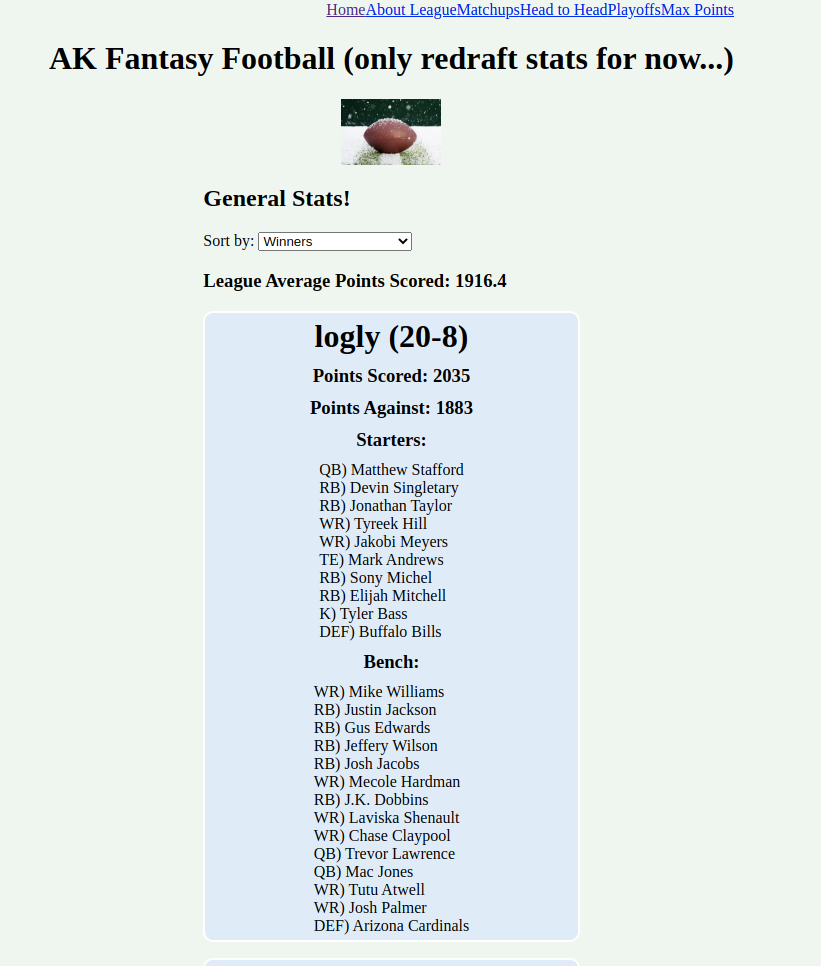 HomeAbout LeagueMatchupsHead to HeadPlayoffsMax Points
AK Fantasy Football (only redraft stats for now...)
General Stats!
Sort by: Winners
League Average Points Scored: 1916.4
logly (20-8)
Points Scored: 2035
Points Against: 1883
Starters:
QB) Matthew Stafford
RB) Devin Singletary
RB) Jonathan Taylor
WR) Tyreek Hill
WR) Jakobi Meyers
TE) Mark Andrews
RB) Sony Michel
RB) Elijah Mitchell
K) Tyler Bass
DEF) Buffalo Bills
Bench:
WR) Mike Williams
RB) Justin Jackson
RB) Gus Edwards
RB) Jeffery Wilson
RB) Josh Jacobs
WR) Mecole Hardman
RB) J.K. Dobbins
WR) Laviska Shenault
WR) Chase Claypool
QB) Trevor Lawrence
QB) Mac Jones
WR) Tutu Atwell
WR) Josh Palmer
DEF) Arizona Cardinals